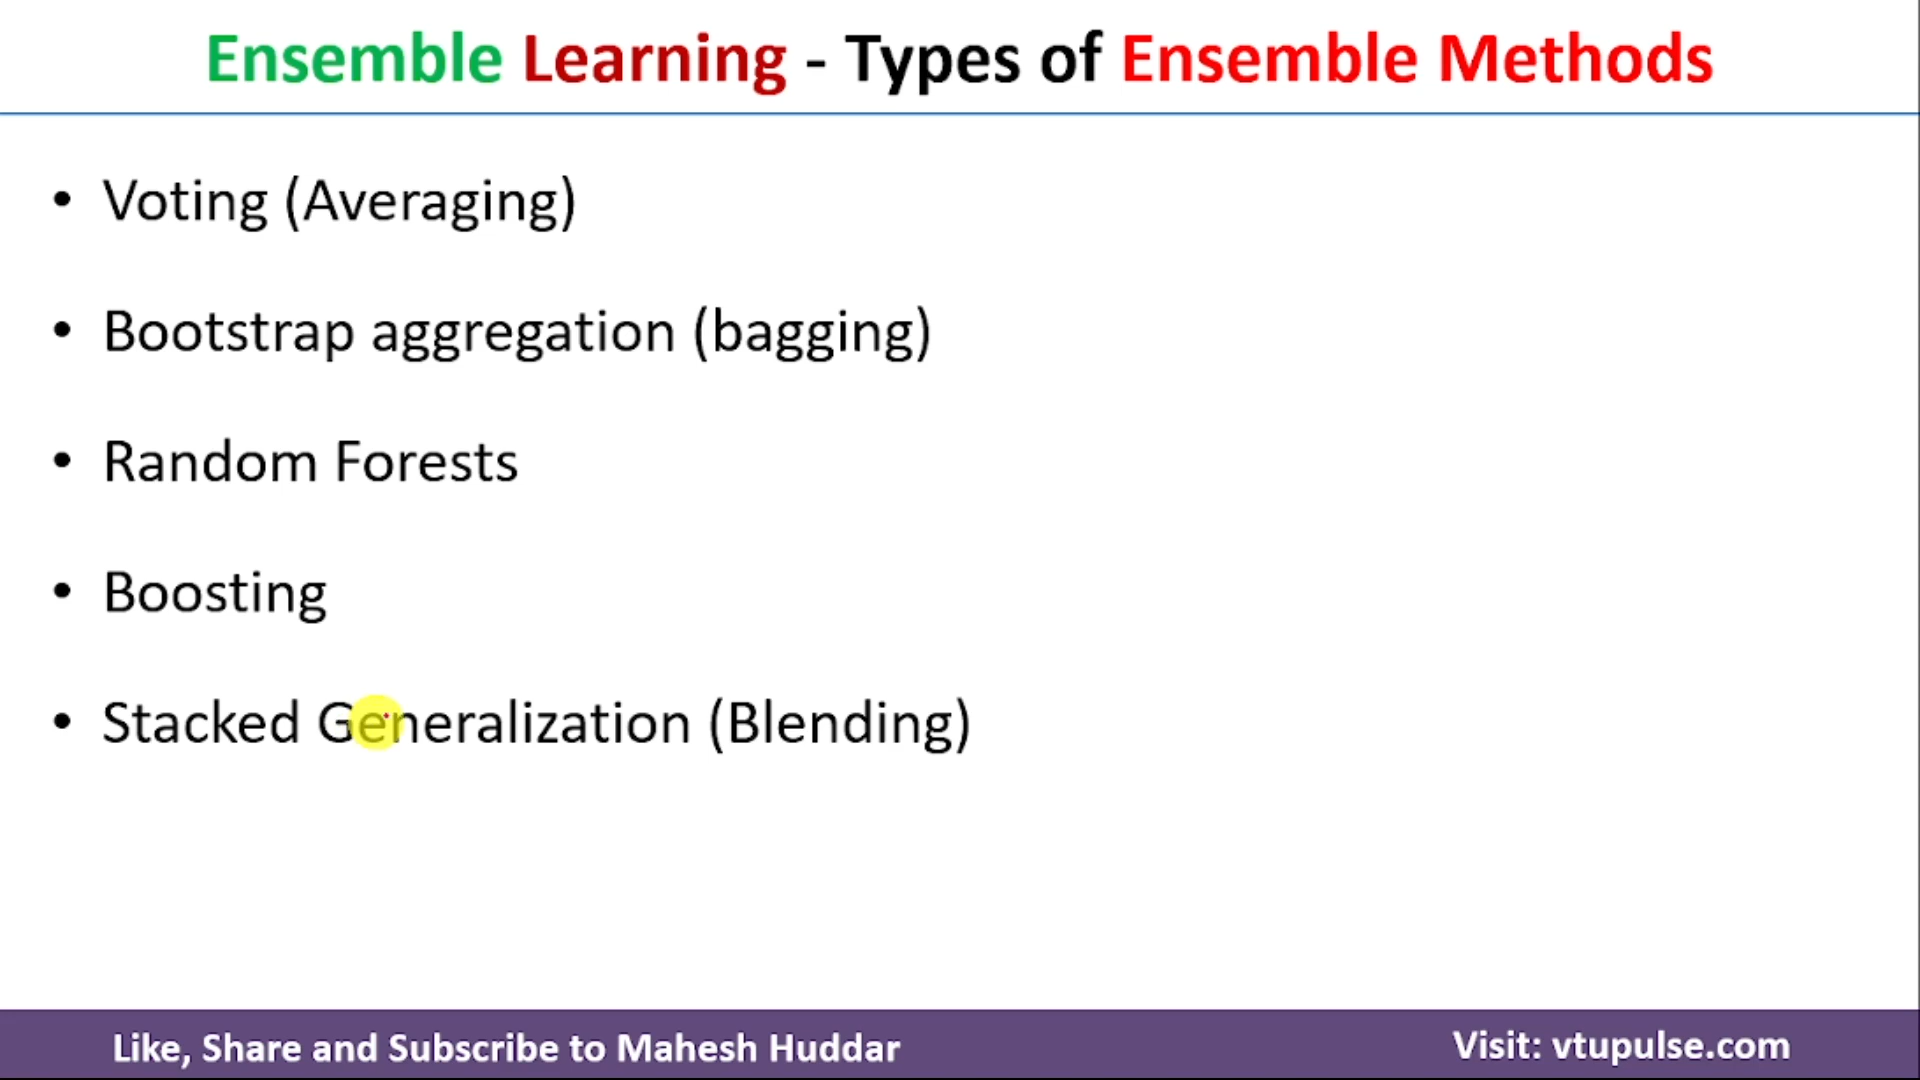 Ensemble Learning - Types of Ensemble Methods
• Voting (Averaging)
• Bootstrap aggregation (bagging)
• Random Forests
• Boosting
• Stacked Generalization (Blending)
Like, Share and Subscribe to Mahesh Huddar
Visit: vtupulse.com